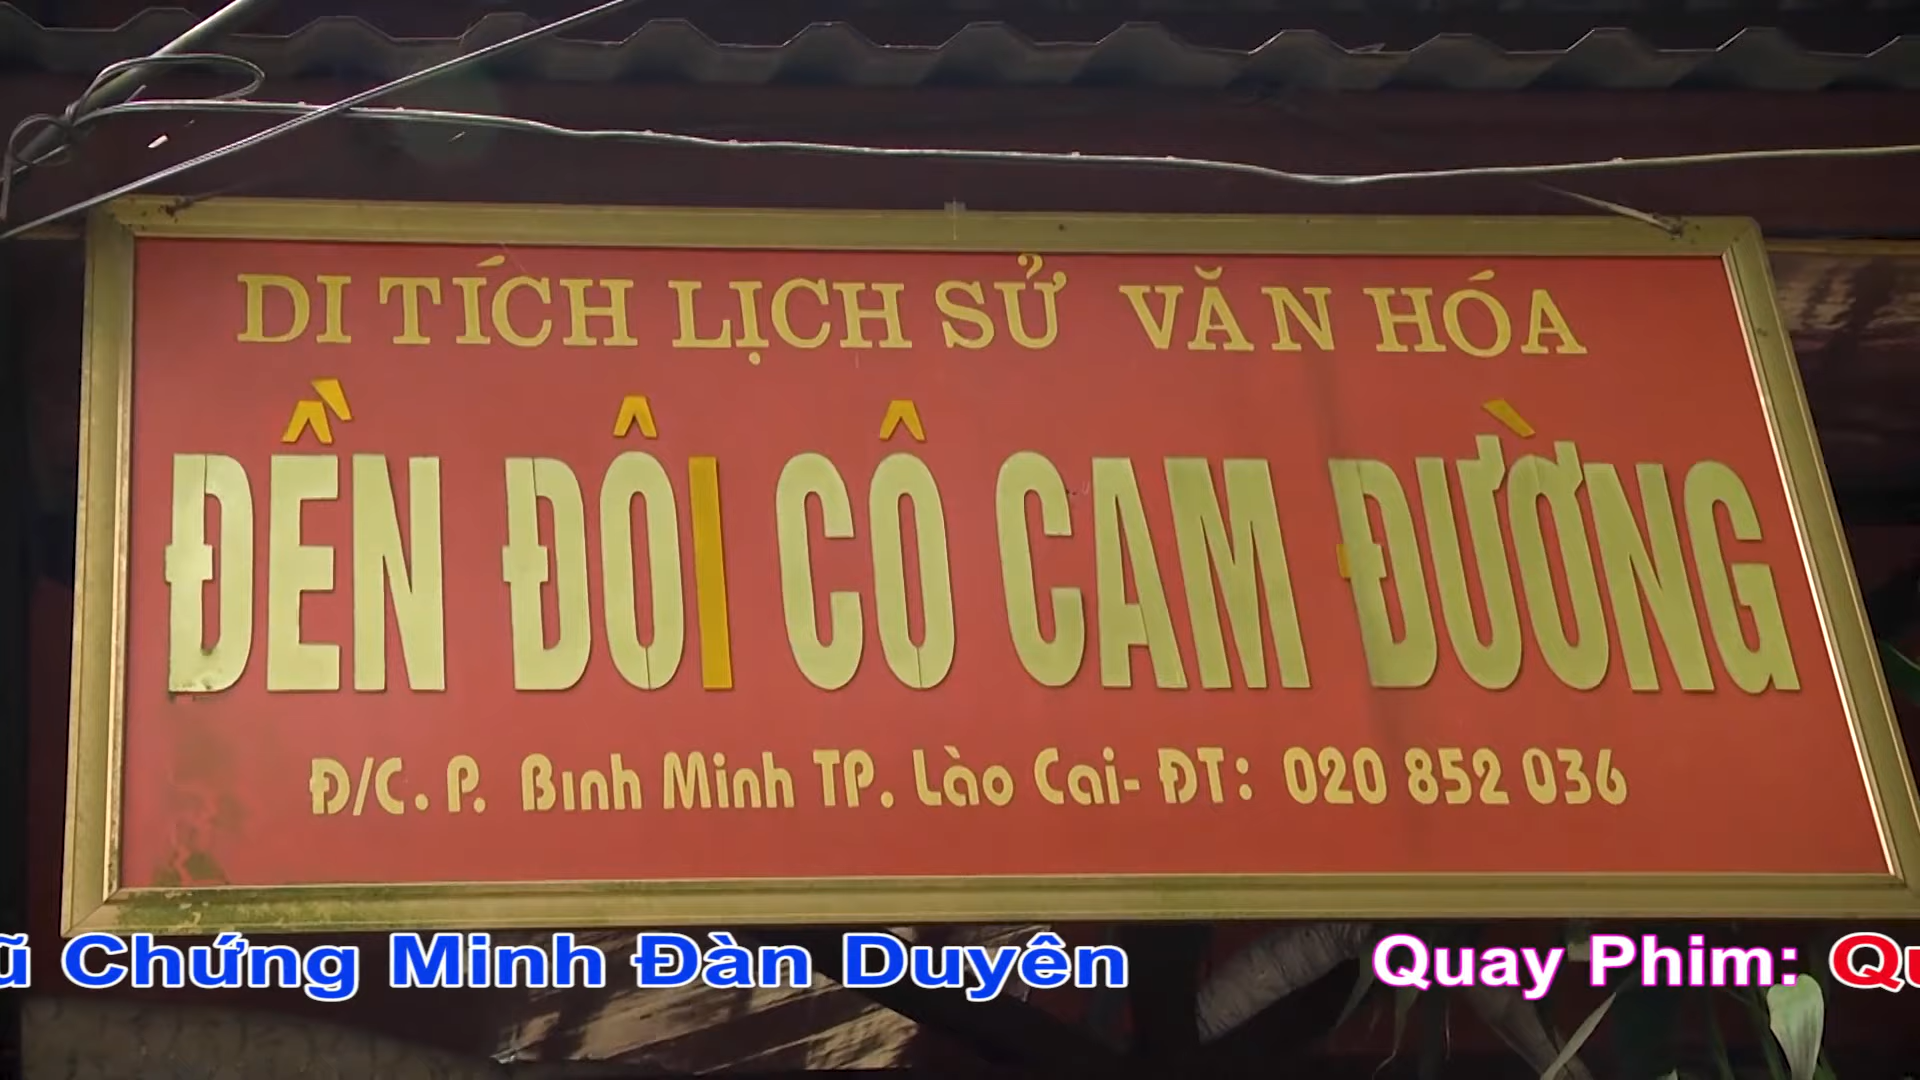 DI TÍCH LỊCH SỬ VĂN HÓA
ĐỀN ĐÔI CÔ CAM ĐƯỜNG
Đ/C. P. Bình Minh TP. Lào Cai- ĐT: 020 852 036
Chứng Minh Đàn Duyên Quay Phim: